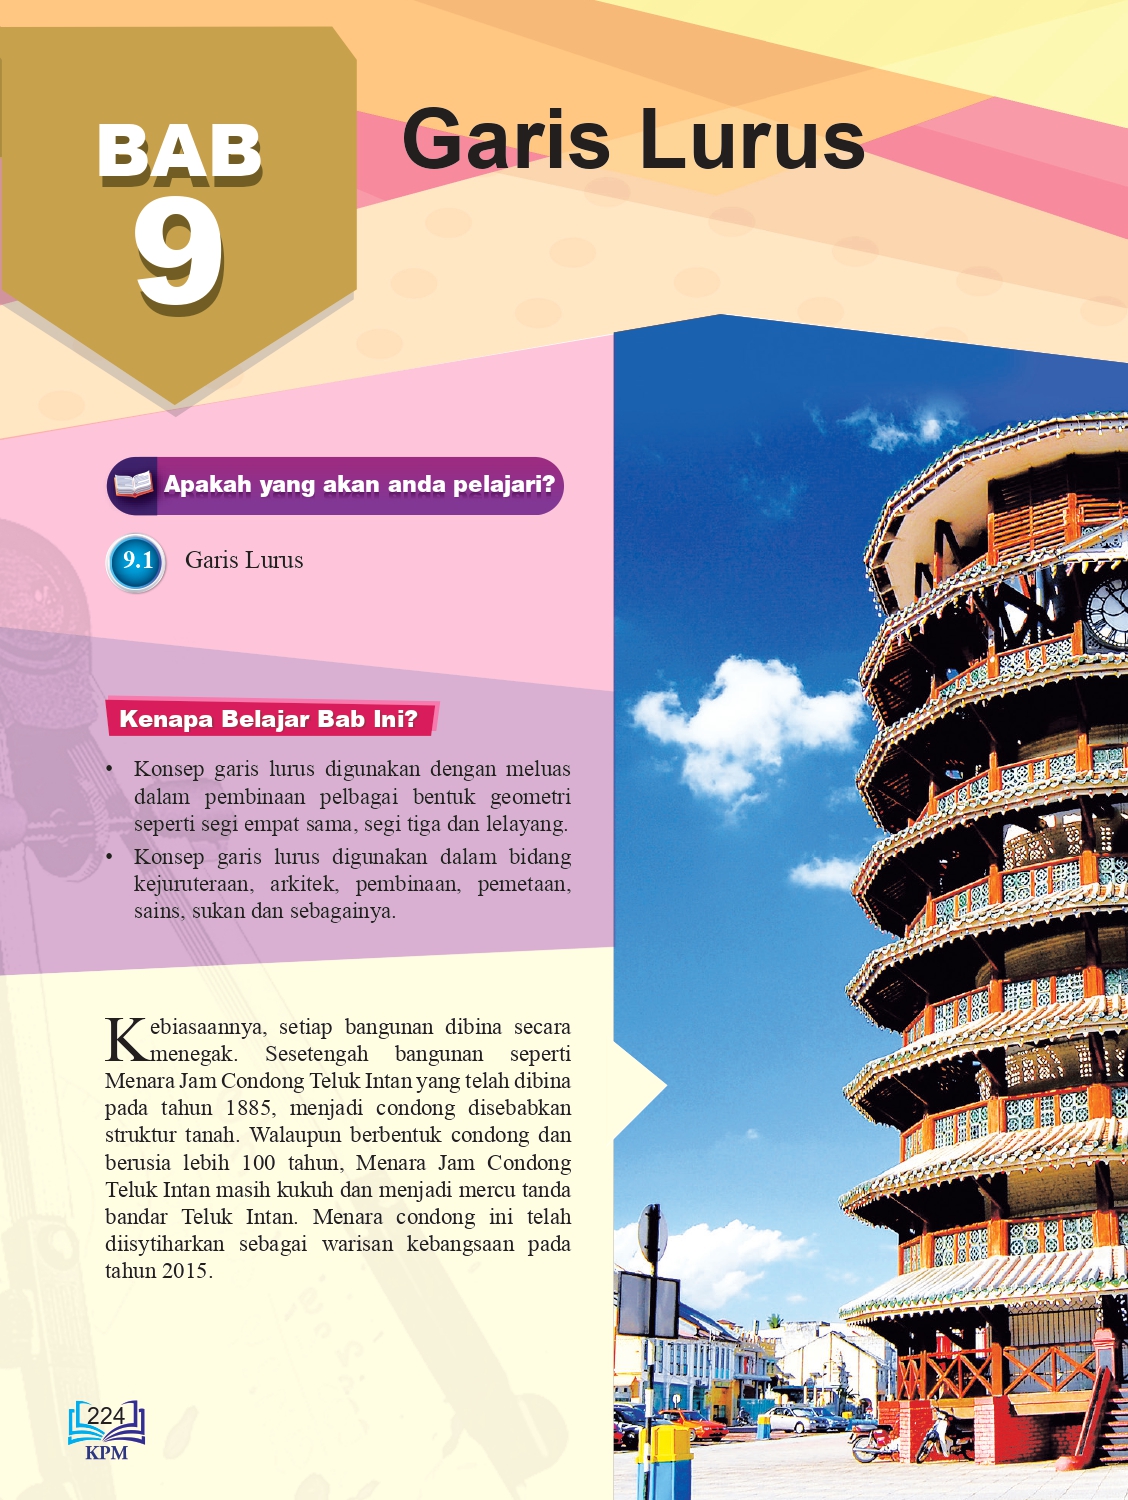 BAB
9
Garis Lurus
Apakah yang akan anda pelajari?
9.1 Garis Lurus
Kenapa Belajar Bab Ini?
• Konsep garis lurus digunakan dengan meluas
dalam pembinaan pelbagai bentuk geometri
seperti segi empat sama, segi tiga dan lelayang.
• Konsep garis lurus digunakan dalam bidang
kejuruteraan, arkitek, pembinaan, pemetaan,
sains, sukan dan sebagainya.
Kebiasaannya, setiap bangunan dibina secara
menegak. Sesetengah bangunan seperti
Menara Jam Condong Teluk Intan yang telah dibina
pada tahun 1885, menjadi condong disebabkan
struktur tanah. Walaupun berbentuk condong dan
berusia lebih 100 tahun, Menara Jam Condong
Teluk Intan masih kukuh dan menjadi mercu tanda
bandar Teluk Intan. Menara condong ini telah
diisytiharkan sebagai warisan kebangsaan pada
tahun 2015.
224
KPM